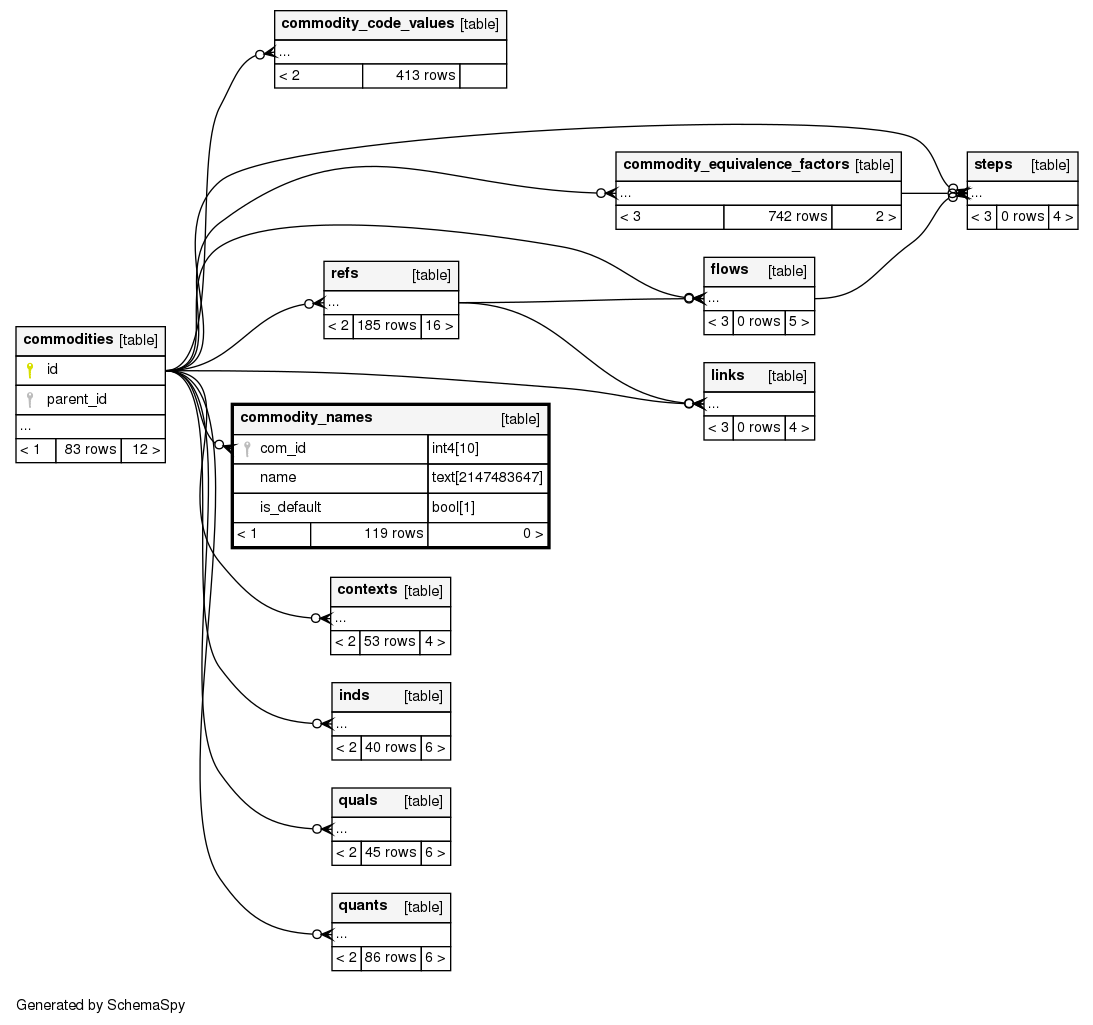 commodity_code_values [table]
...
< 2 413 rows
commodity_equivalence_factors [table]
...
< 3 742 rows 2 >
steps [table]
...
< 3 0 rows 4 >
refs [table]
...
< 2 185 rows 16 >
flows [table]
...
< 3 0 rows 5 >
commodities [table]
id
parent_id
...
< 1 83 rows 12 >
links [table]
...
< 3 0 rows 4 >
commodity_names [table]
com_id int4[10]
name text[2147483647]
is_default bool[1]
< 1 119 rows 0 >
contexts [table]
...
< 2 53 rows 4 >
inds [table]
...
< 2 40 rows 6 >
quals [table]
...
< 2 45 rows 6 >
quants [table]
...
< 2 86 rows 6 >
Generated by SchemaSpy